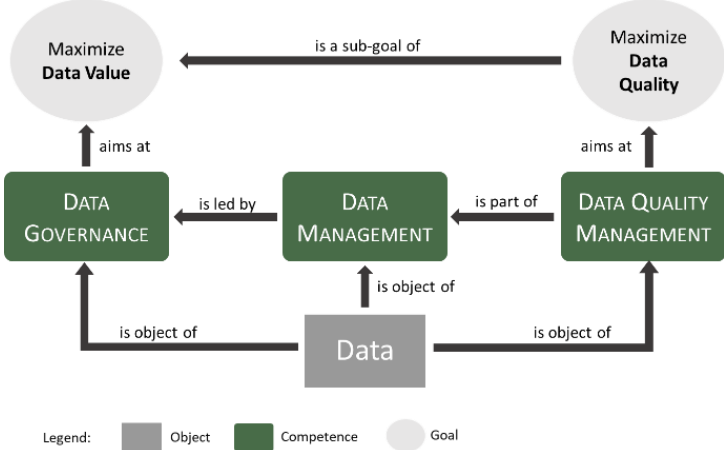 Maximize
Data Value
is a sub-goal of
Maximize
Data
Quality
aims at
aims at
DATA
GOVERNANCE
is led by
DATA
MANAGEMENT
is part of
DATA QUALITY
MANAGEMENT
is object of
is object of
is object of
Data
Legend:
Object
Competence
Goal